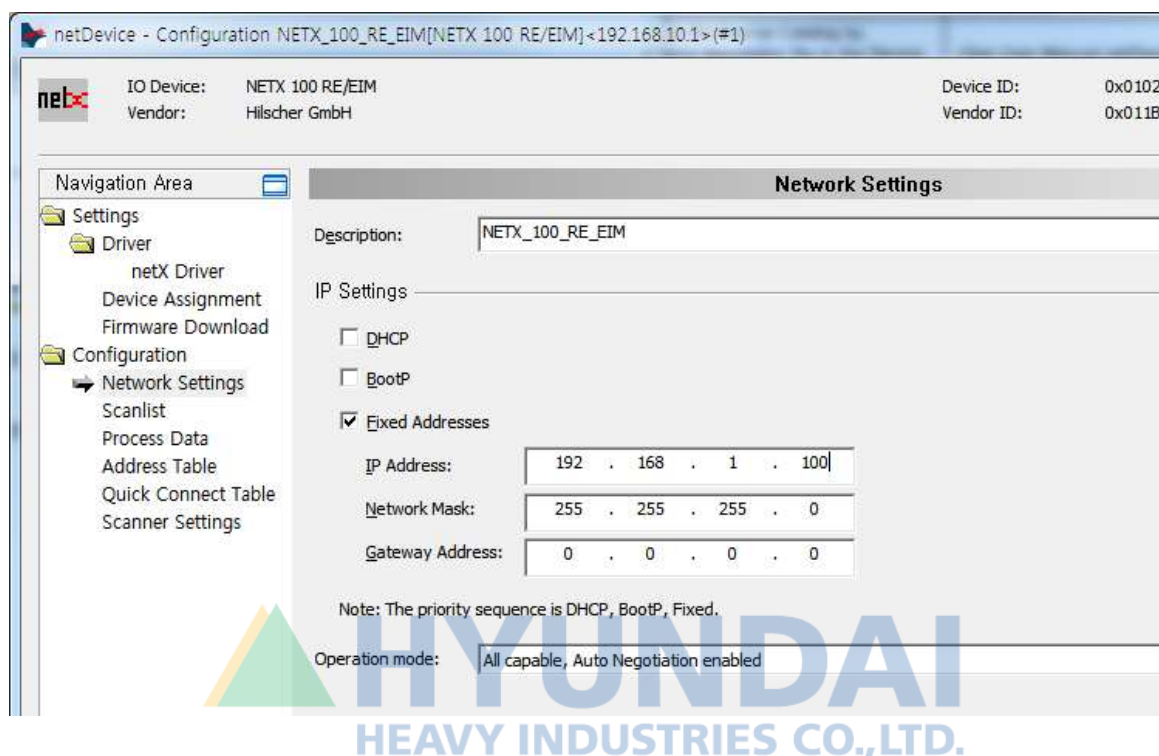 netDevice - Configuration NETX_100_RE_EIM[NETX 100 RE/EIM]<192.168.10.1>(#1)
netx
IO Device: NETX 100 RE/EIM Device ID: 0x0102
Vendor: Hilscher GmbH Vendor ID: 0x011B
Navigation Area
Settings
Driver
netX Driver
Device Assignment
Firmware Download
Configuration
Network Settings
Scanlist
Process Data
Address Table
Quick Connect Table
Scanner Settings
Network Settings
Description: NETX_100_RE_EIM
IP Settings
DHCP
BootP
Fixed Addresses
IP Address: 192 . 168 . 1 . 100
Network Mask: 255 . 255 . 255 . 0
Gateway Address: 0 . 0 . 0 . 0
Note: The priority sequence is DHCP, BootP, Fixed.
Operation mode: All capable, Auto Negotiation enabled
HYUNDAI
HEAVY INDUSTRIES CO.,LTD.